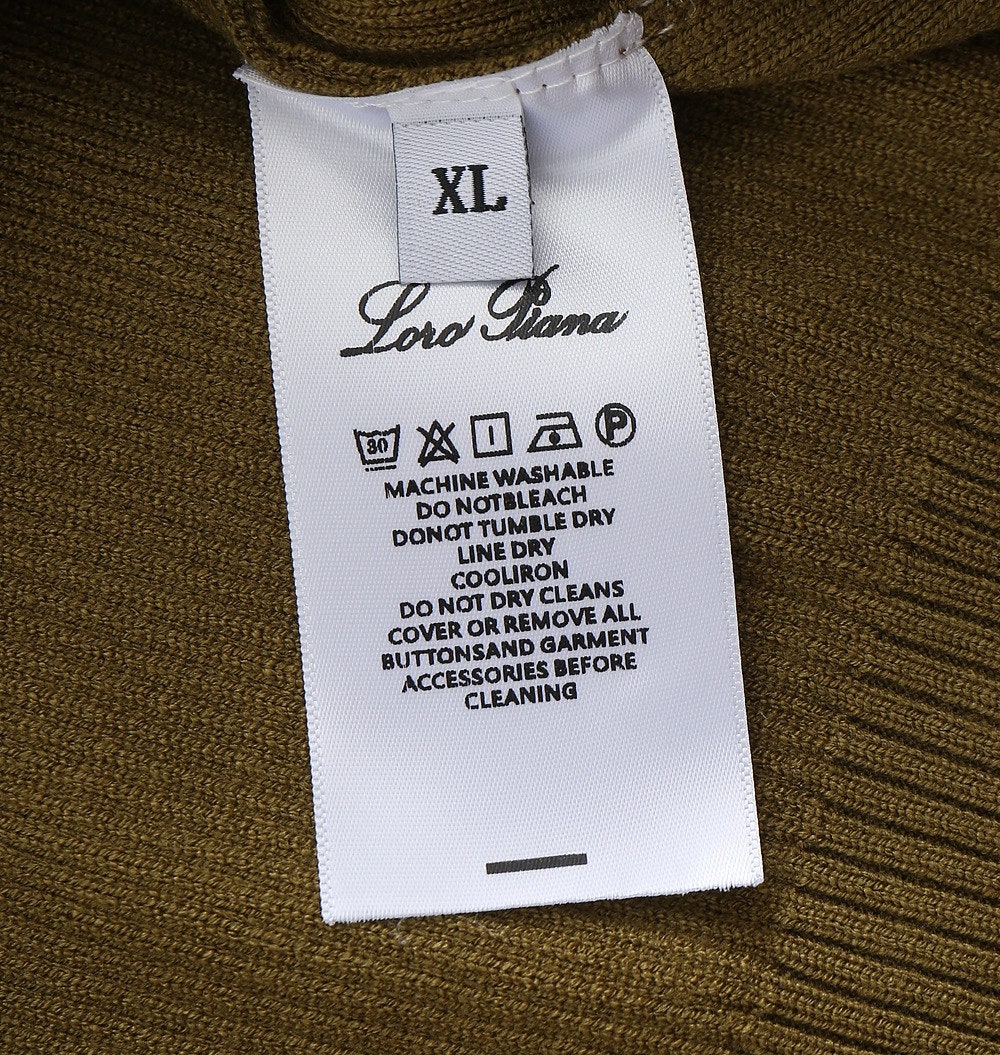 XL
Loro Piana
30 P
MACHINE WASHABLE
DO NOTBLEACH
DONOT TUMBLE DRY
LINE DRY
COOLIRON
DO NOT DRY CLEANS
COVER OR REMOVE ALL
BUTTONSAND GARMENT
ACCESSORIES BEFORE
CLEANING